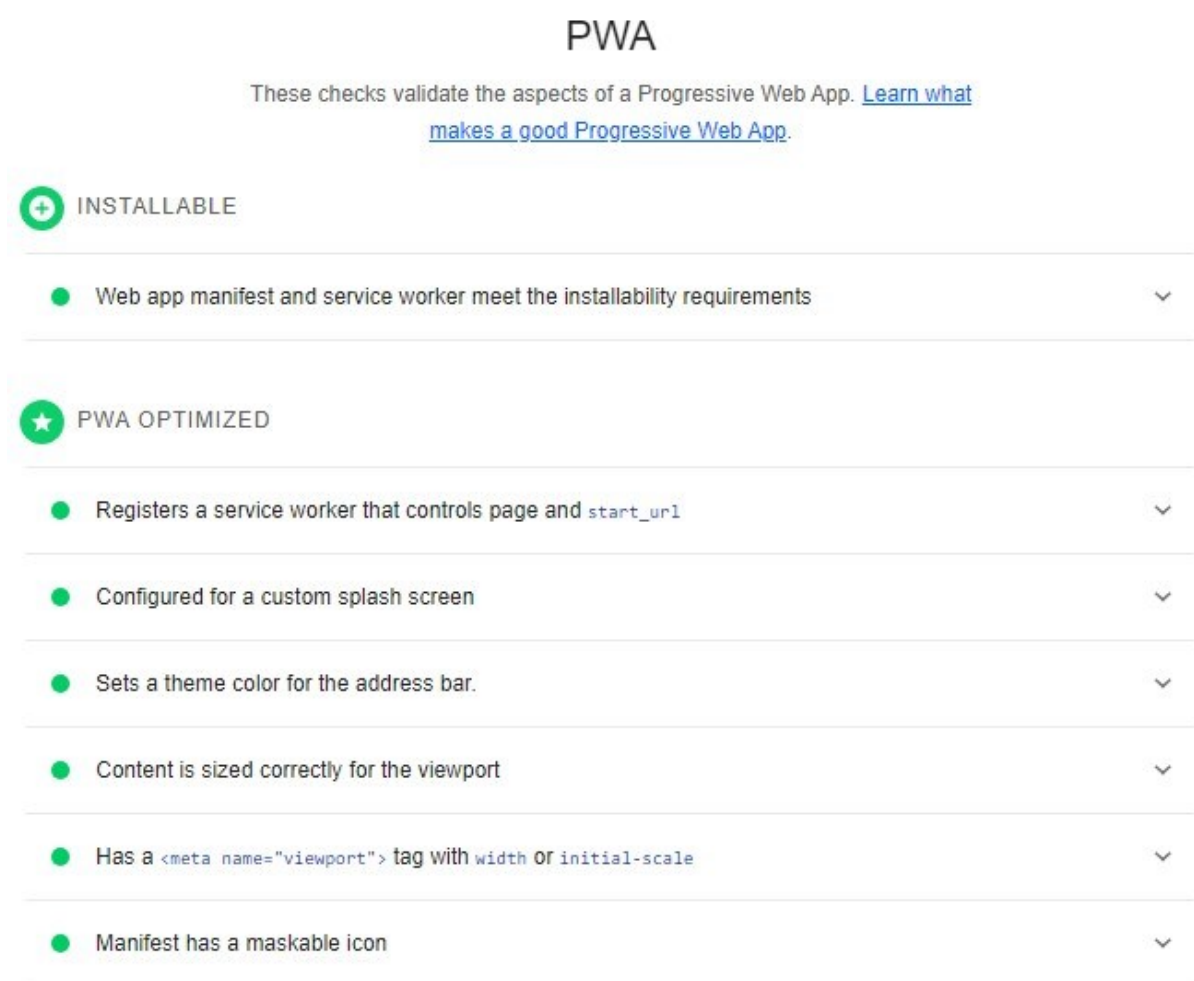 PWA
These checks validate the aspects of a Progressive Web App. Learn what
makes a good Progressive Web App.
INSTALLABLE
Web app manifest and service worker meet the installability requirements
PWA OPTIMIZED
Registers a service worker that controls page and start_url
Configured for a custom splash screen
Sets a theme color for the address bar.
Content is sized correctly for the viewport
Has a <meta name="viewport"> tag with width or initial-scale
Manifest has a maskable icon